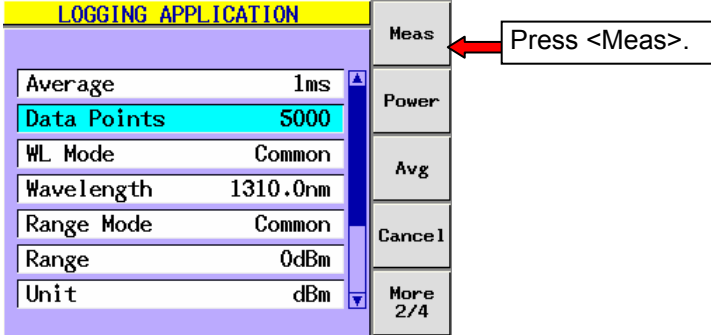 LOGGING APPLICATION
Average 1ms
Data Points 5000
WL Mode Common
Wavelength 1310.0nm
Range Mode Common
Range 0dBm
Unit dBm
Meas
Power
Avg
Cancel
More
2/4
Press <Meas>.